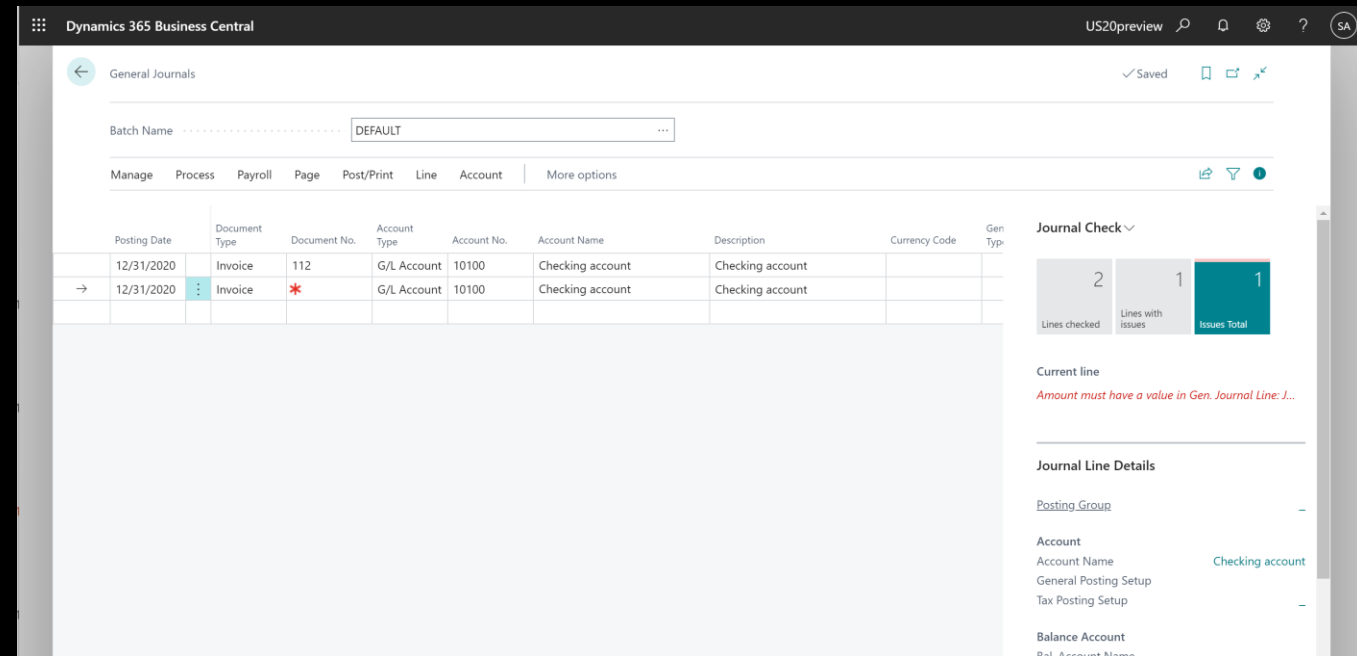 Dynamics 365 Business Central US20preview ? SA
General Journals Saved
Batch Name DEFAULT ...
Manage Process Payroll Page Post/Print Line Account More options
Posting Date Document Type Document No. Account Type Account No. Account Name Description Currency Code Gen Typ
12/31/2020 Invoice 112 G/L Account 10100 Checking account Checking account
12/31/2020 Invoice * G/L Account 10100 Checking account Checking account
Journal Check
2 1 1
Lines checked Lines with issues Issues Total
Current line
Amount must have a value in Gen. Journal Line: J...
Journal Line Details
Posting Group _
Account
Account Name Checking account
General Posting Setup
Tax Posting Setup _
Balance Account
Bal. Account Name